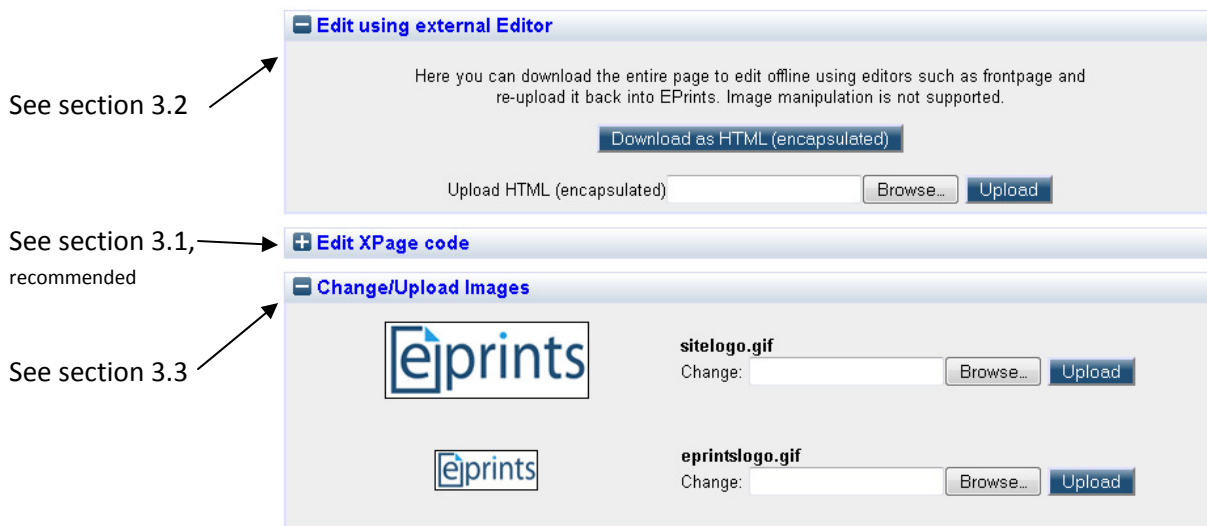 Edit using external Editor
Here you can download the entire page to edit offline using editors such as frontpage and
re-upload it back into EPrints. Image manipulation is not supported.
See section 3.2
Download as HTML (encapsulated)
Upload HTML (encapsulated) Browse... Upload
See section 3.1,
recommended
Edit XPage code
Change/Upload Images
eprints
sitelogo.gif
Change: Browse... Upload
See section 3.3
eprints
eprintslogo.gif
Change: Browse... Upload